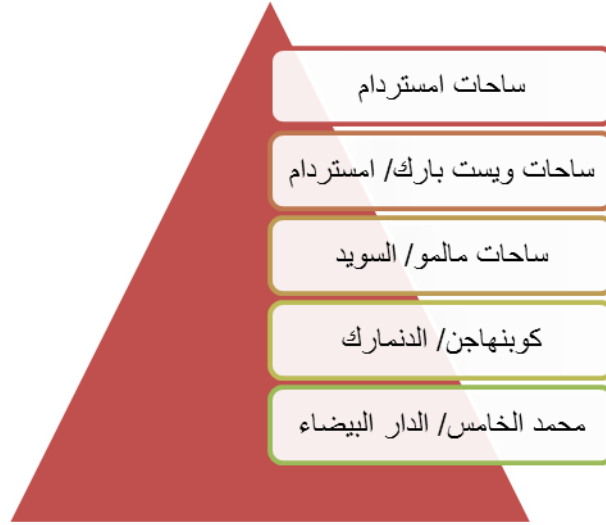 ساحات امستردام
ساحات ويست بارك/ امستردام
ساحات مالمو/ السويد
كوبنهاجن/ الدنمارك
محمد الخامس/ الدار البيضاء